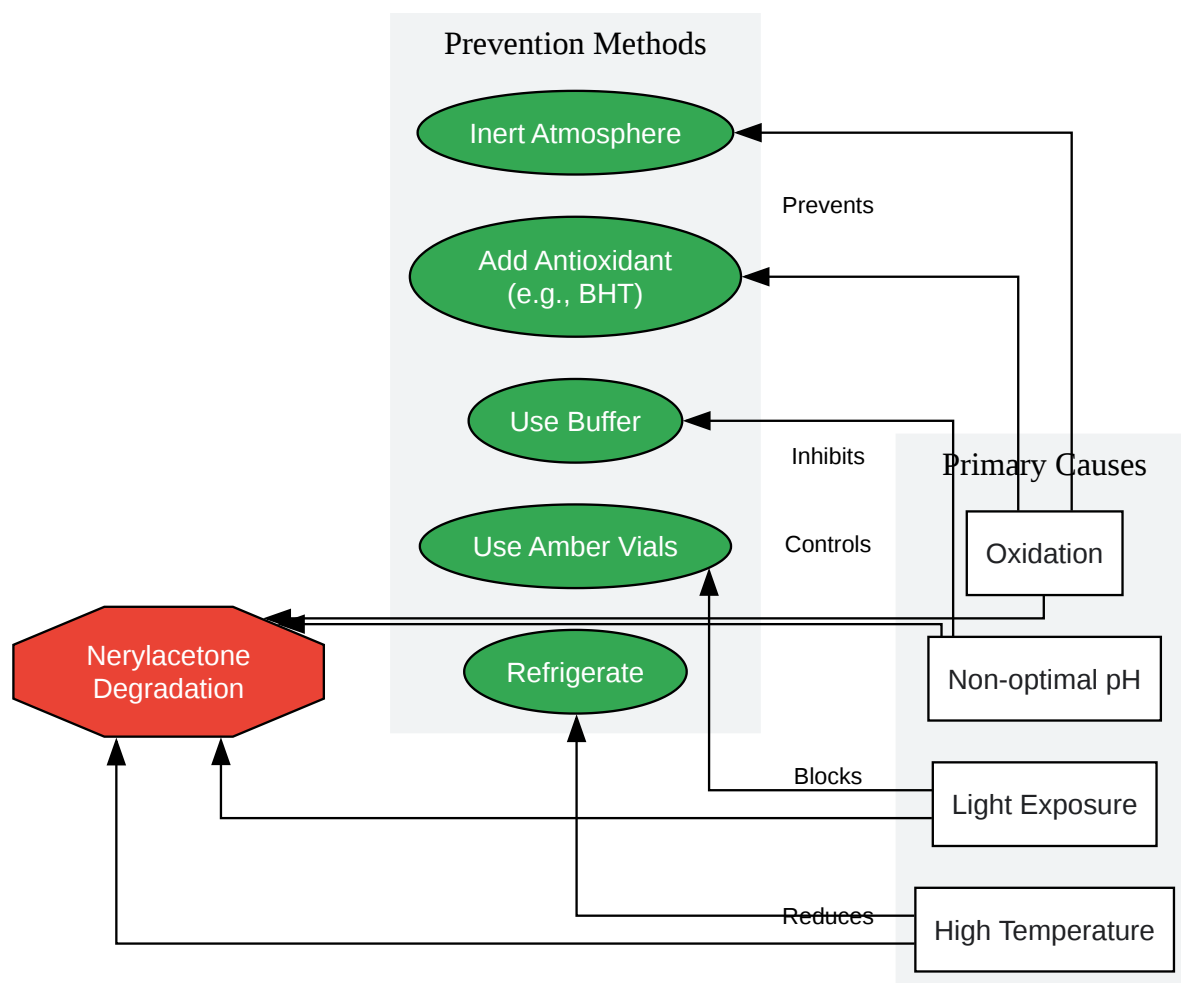 Prevention Methods
Inert Atmosphere
Prevents
Add Antioxidant
(e.g., BHT)
Use Buffer
Inhibits
Primary Causes
Use Amber Vials
Controls
Oxidation
Nerylacetone
Degradation
Refrigerate
Non-optimal pH
Blocks
Light Exposure
Reduces
High Temperature